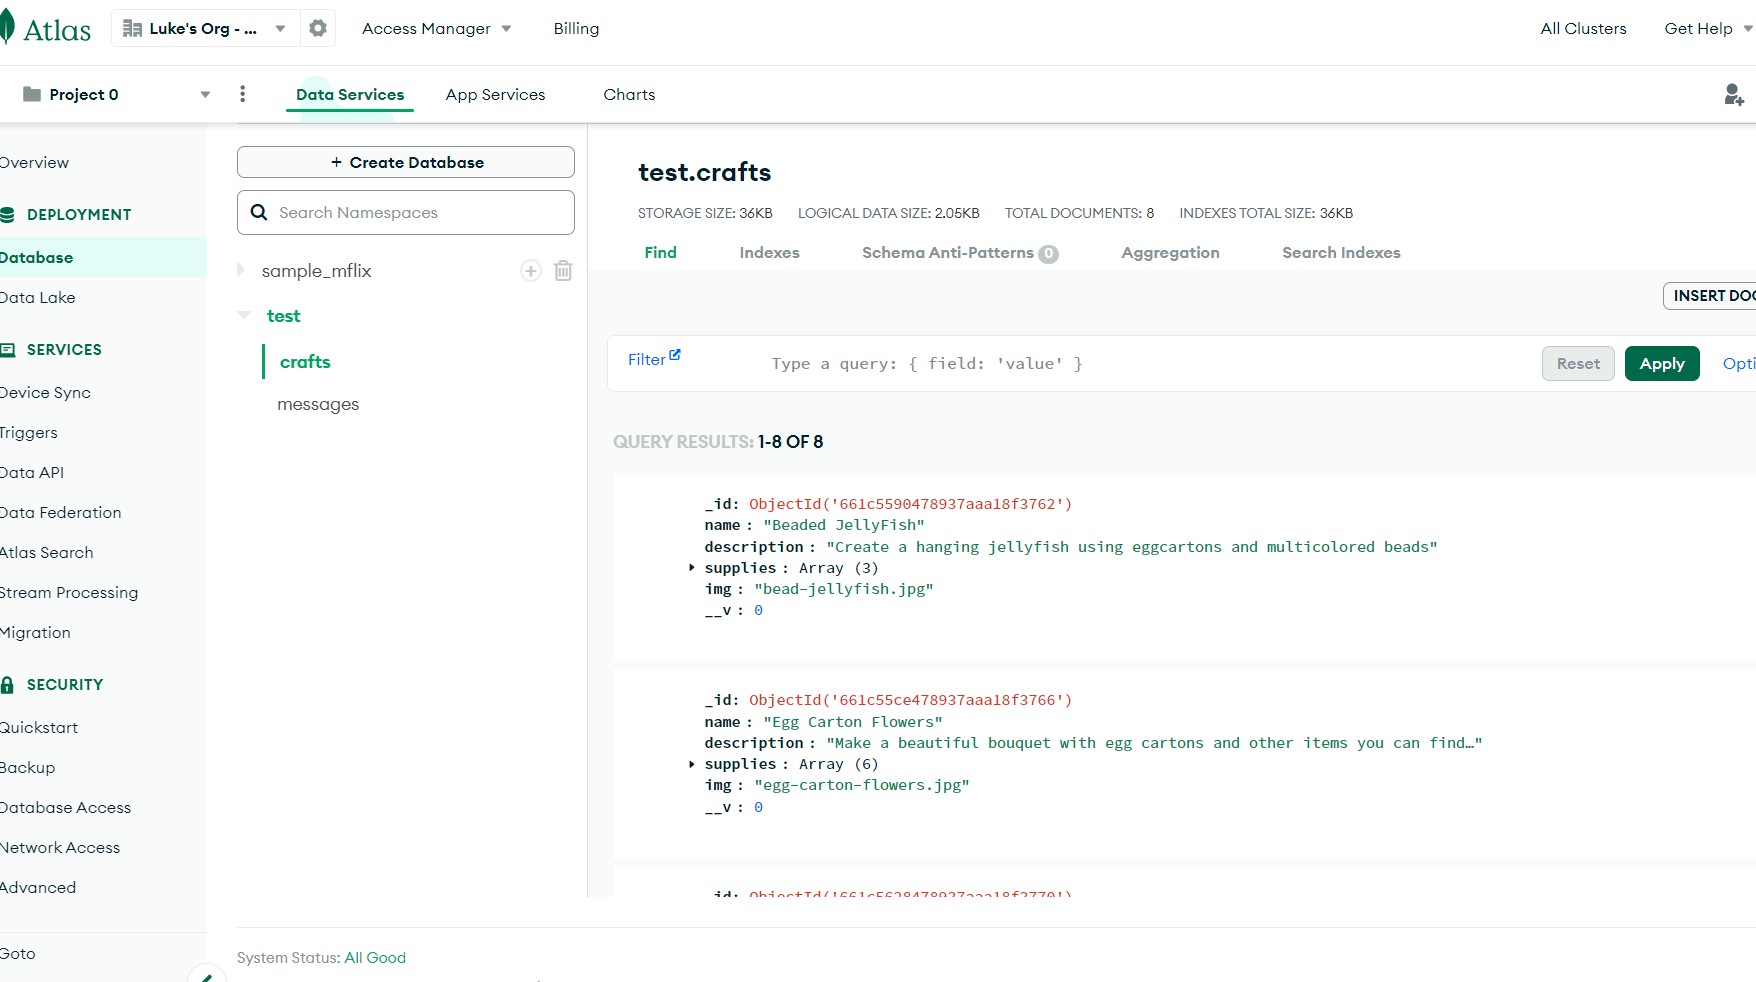 Atlas
Luke's Org - ...
Access Manager
Billing
All Clusters
Get Help
Project 0
Data Services
App Services
Charts
Overview
DEPLOYMENT
Database
Data Lake
SERVICES
Device Sync
Triggers
Data API
Data Federation
Atlas Search
Stream Processing
Migration
SECURITY
Quickstart
Backup
Database Access
Network Access
Advanced
Goto
+ Create Database
Search Namespaces
sample_mflix
test
crafts
messages
test.crafts
STORAGE SIZE: 36KB LOGICAL DATA SIZE: 2.05KB TOTAL DOCUMENTS: 8 INDEXES TOTAL SIZE: 36KB
Find Indexes Schema Anti-Patterns 0 Aggregation Search Indexes
INSERT DOC
Filter Type a query: { field: 'value' } Reset Apply Opti
QUERY RESULTS: 1-8 OF 8
_id: ObjectId('661c5590478937aaa18f3762')
name : "Beaded JellyFish"
description : "Create a hanging jellyfish using eggcartons and multicolored beads"
supplies : Array (3)
img : "bead-jellyfish.jpg"
__v : 0
_id: ObjectId('661c55ce478937aaa18f3766')
name : "Egg Carton Flowers"
description : "Make a beautiful bouquet with egg cartons and other items you can find…"
supplies : Array (6)
img : "egg-carton-flowers.jpg"
__v : 0
_id: ObjectId('661c5628478937aaa18f3770')
System Status: All Good